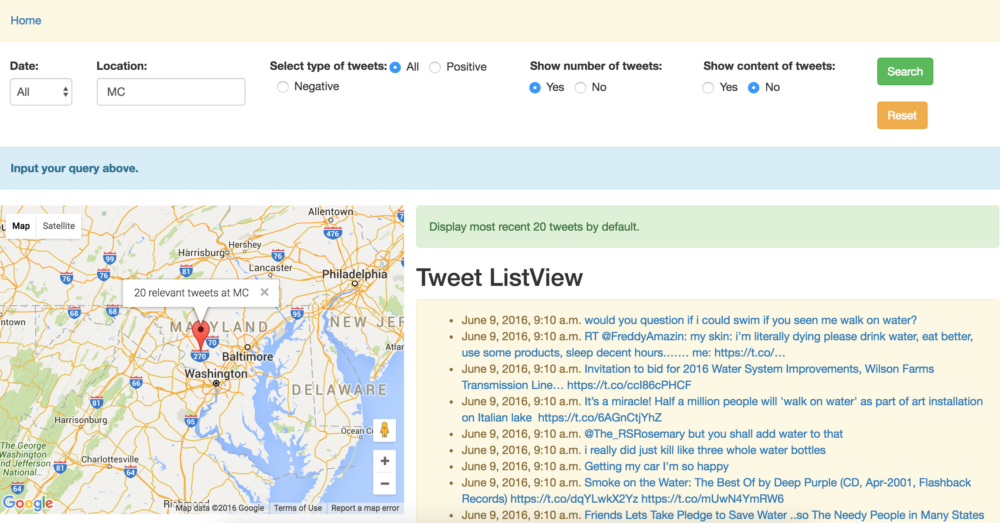 Home
Date:
Location:
Select type of tweets: All Positive
Negative
Show number of tweets:
Yes No
Show content of tweets:
Yes No
All
MC
Search
Reset
Input your query above.
Map Satellite
Allentown
476
Hershey
Harrisburg
76
99
81
Lancaster
76
76
Philadelphia
20 relevant tweets at MC
68
68
95
MARYLAND
NEW JER
ntown
70
Atlan
270
Baltimore
Washington
66
DELAWARE
81
95
Harrisonburg
Ocean Ci
The George
Washington
nd Jefferson
National...
81
Charlottesville
64
64
Google
Richmond
Map data ©2016 Google Terms of Use Report a map error
Display most recent 20 tweets by default.
Tweet ListView
• June 9, 2016, 9:10 a.m. would you question if i could swim if you seen me walk on water?
• June 9, 2016, 9:10 a.m. RT @FreddyAmazin: my skin: i’m literally dying please drink water, eat better,
use some products, sleep decent hours……. me: https://t.co/…
• June 9, 2016, 9:10 a.m. Invitation to bid for 2016 Water System Improvements, Wilson Farms
Transmission Line… https://t.co/ccI86cPHCF
• June 9, 2016, 9:10 a.m. It’s a miracle! Half a million people will 'walk on water' as part of art installation
on Italian lake https://t.co/6AGnCtjYhZ
• June 9, 2016, 9:10 a.m. @The_RSRosemary but you shall add water to that
• June 9, 2016, 9:10 a.m. i really did just kill like three whole water bottles
• June 9, 2016, 9:10 a.m. Getting my car I'm so happy
• June 9, 2016, 9:10 a.m. Smoke on the Water: The Best Of by Deep Purple (CD, Apr-2001, Flashback
Records) https://t.co/dqYLwkX2Yz https://t.co/mUwN4YmRW6
• June 9, 2016, 9:10 a.m. Friends Lets Take Pledge to Save Water ..so The Needy People in Many States